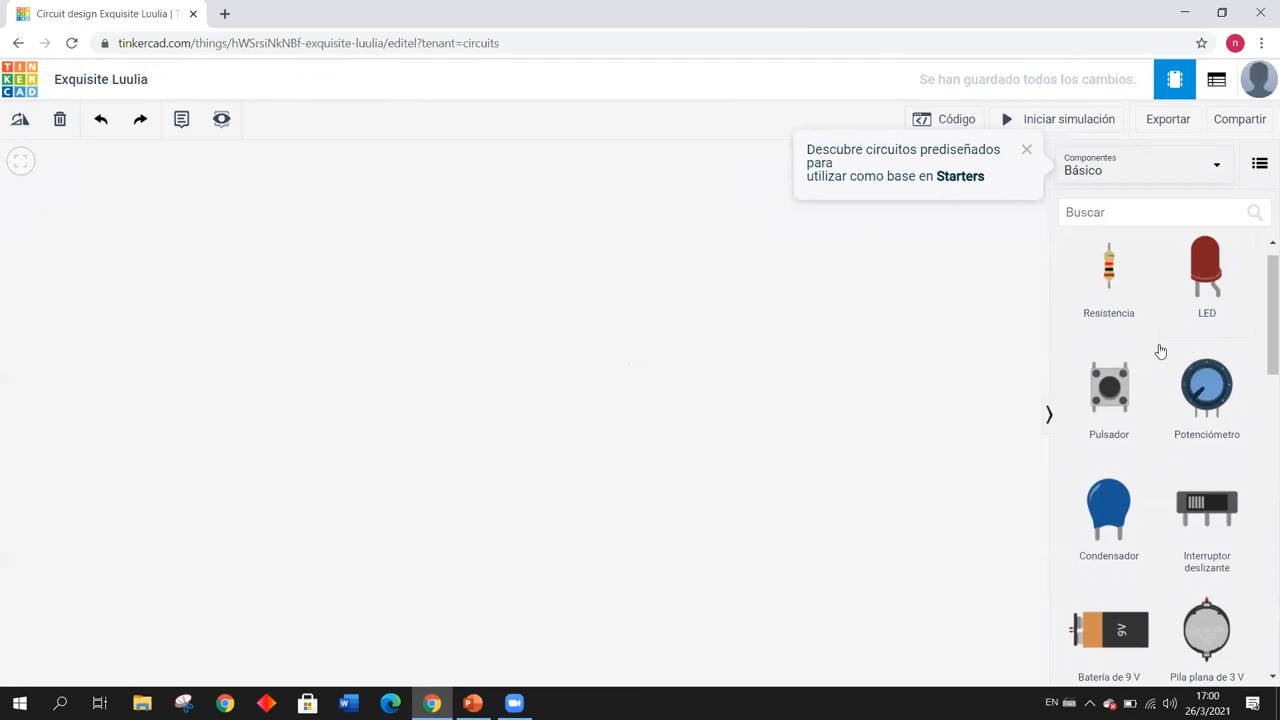 Circuit design Exquisite Luulia | T
tinkercad.com/things/hWSrsiNkNBf-exquisite-luulia/editel?tenant=circuits
n
TIN
KER
CAD
Exquisite Luulia
Se han guardado todos los cambios.
Código
Iniciar simulación
Exportar
Compartir
Descubre circuitos prediseñados
para
utilizar como base en Starters
Componentes
Básico
Buscar
Resistencia
LED
Pulsador
Potenciómetro
Condensador
Interruptor
deslizante
9V
Batería de 9 V
Pila plana de 3 V
EN
17:00
26/3/2021